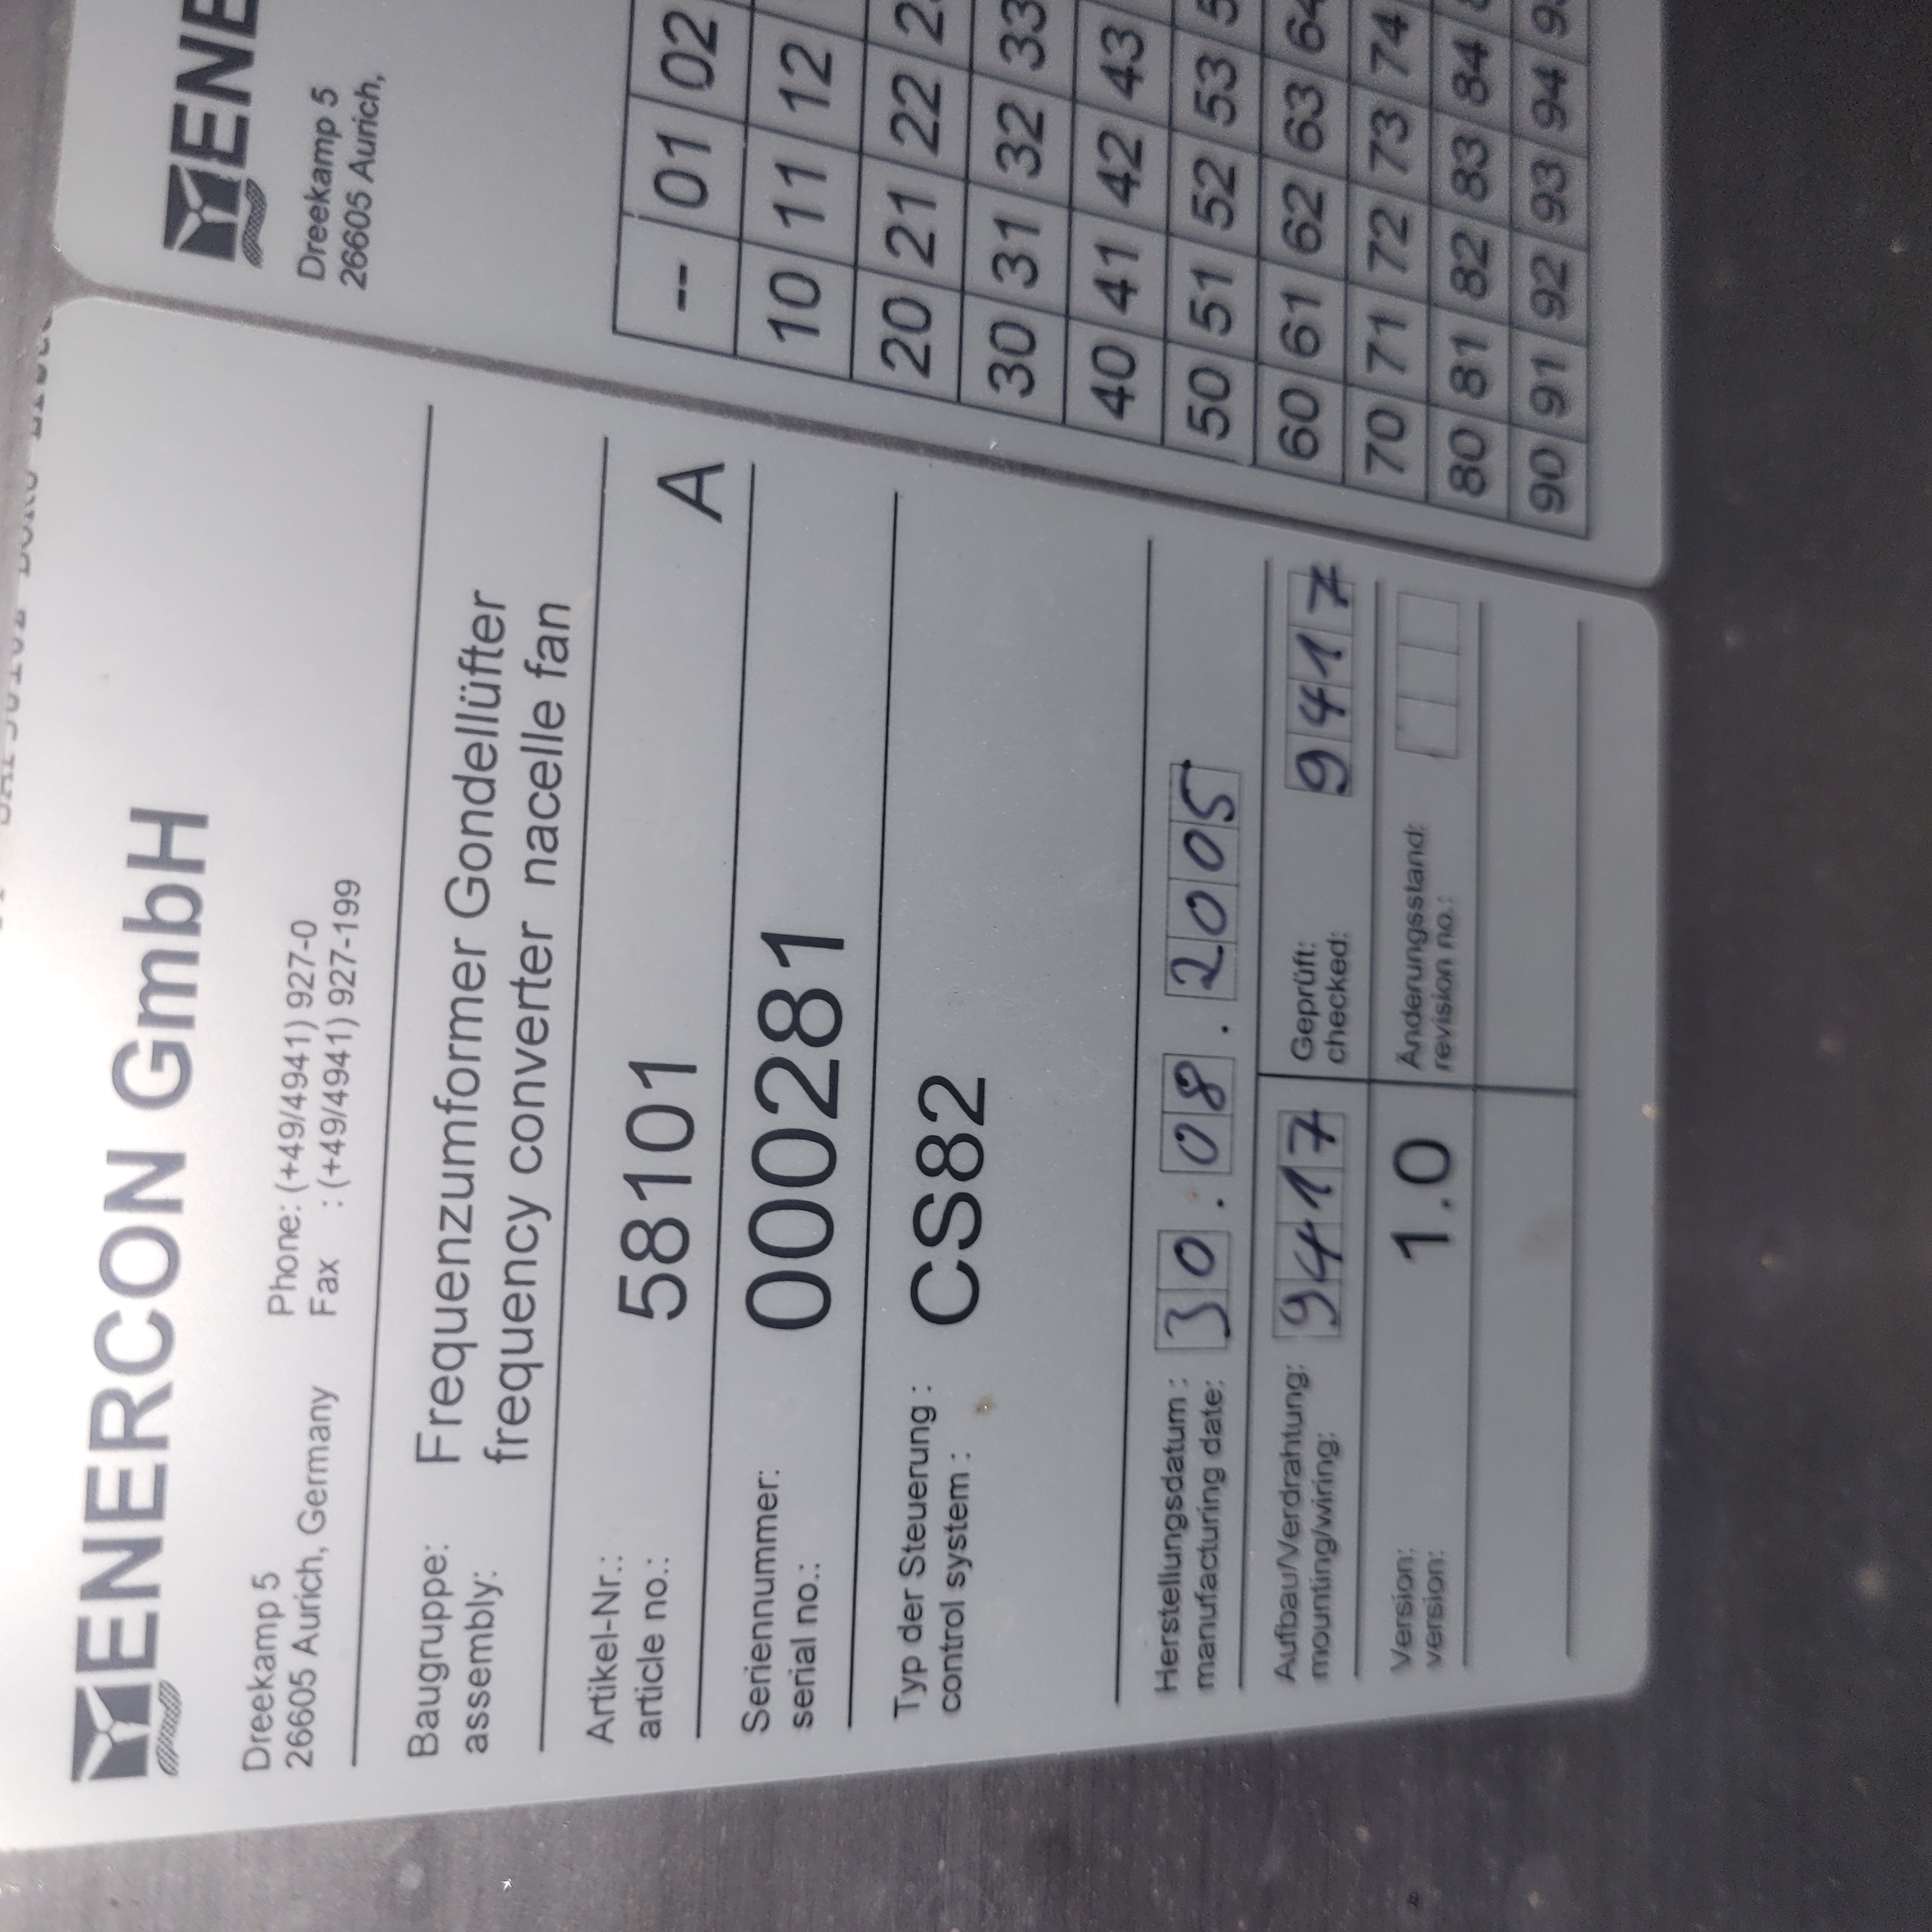 ENERCON GmbH
Dreekamp 5
26605 Aurich, Germany
Phone: (+49/4941) 927-0
Fax : (+49/4941) 927-199
Baugruppe: Frequenzumformer Gondellüfter
assembly: frequency converter nacelle fan
Artikel-Nr.:
article no.: 58101 A
Seriennummer:
serial no.: 000281
Typ der Steuerung :
control system : CS82
Herstellungsdatum :
manufacturing date: 30.08.2005
Aufbau/Verdrahtung:
mounting/wiring: 9417
Geprüft:
checked: 9417
Version:
version: 1.0
Änderungsstand:
revision no.:
ENE
Dreekamp 5
26605 Aurich,
-- 01 02
10 11 12
20 21 22
30 31 32 33
40 41 42 43
50 51 52 53
60 61 62 63 64
70 71 72 73 74
80 81 82 83 84
90 91 92 93 94